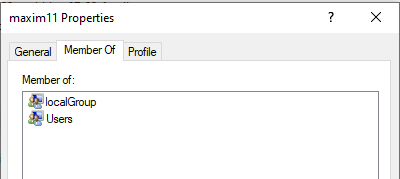 maxim11 Properties
General Member Of Profile
Member of:
localGroup
Users